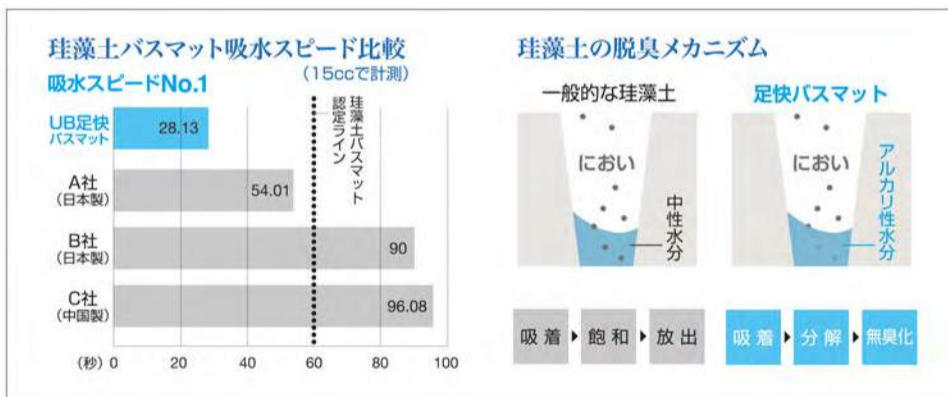 珪藻土バスマット吸水スピード比較
吸水スピードNo.1
(15ccで計測)
珪藻土バスマット
認定ライン
UB足快
バスマット
28.13
A社
(日本製)
54.01
B社
(日本製)
90
C社
(中国製)
96.08
(秒) 0 20 40 60 80 100
珪藻土の脱臭メカニズム
一般的な珪藻土
におい
中性水分
吸着 飽和 放出
足快バスマット
におい
アルカリ性水分
吸着 分解 無臭化